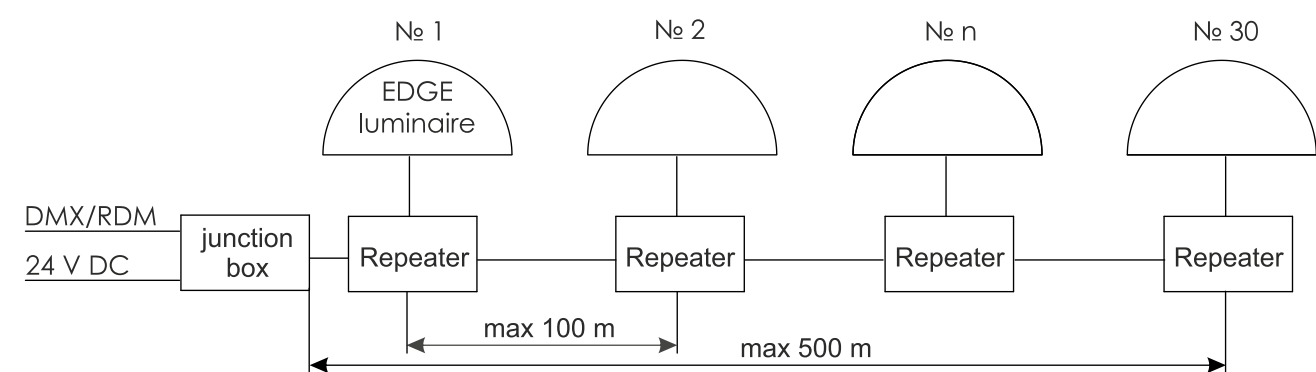 № 1
№ 2
№ n
№ 30
EDGE
luminaire
DMX/RDM
24 V DC
junction
box
Repeater
Repeater
Repeater
Repeater
max 100 m
max 500 m